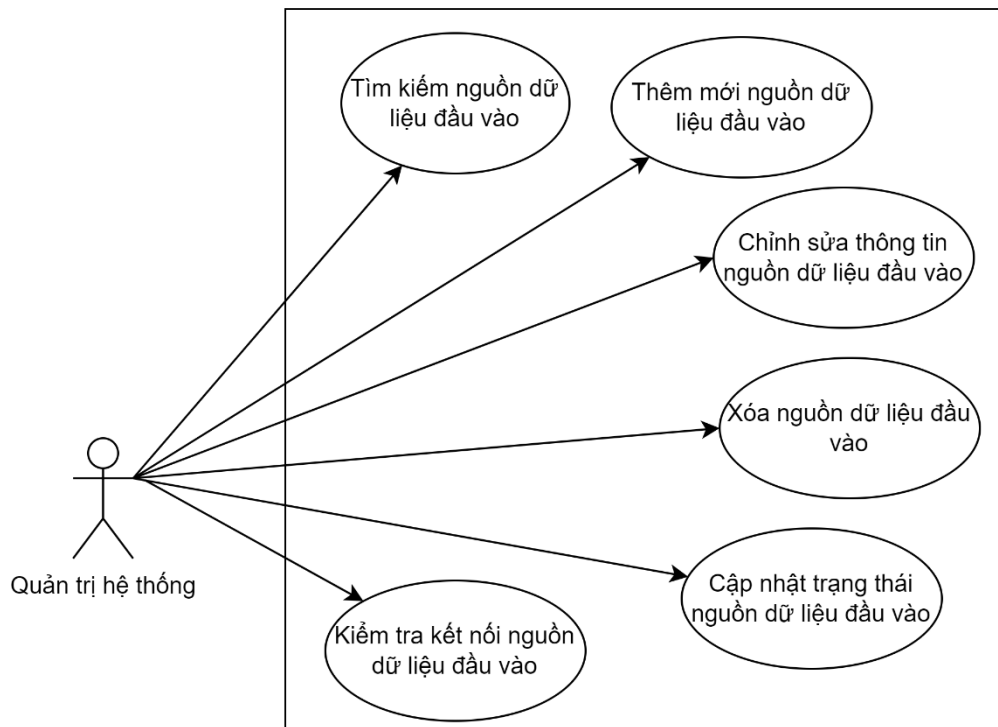 Tìm kiếm nguồn dữ
liệu đầu vào
Thêm mới nguồn dữ
liệu đầu vào
Chỉnh sửa thông tin
nguồn dữ liệu đầu vào
Xóa nguồn dữ liệu đầu
vào
Cập nhật trạng thái
nguồn dữ liệu đầu vào
Kiểm tra kết nối nguồn
dữ liệu đầu vào
Quản trị hệ thống